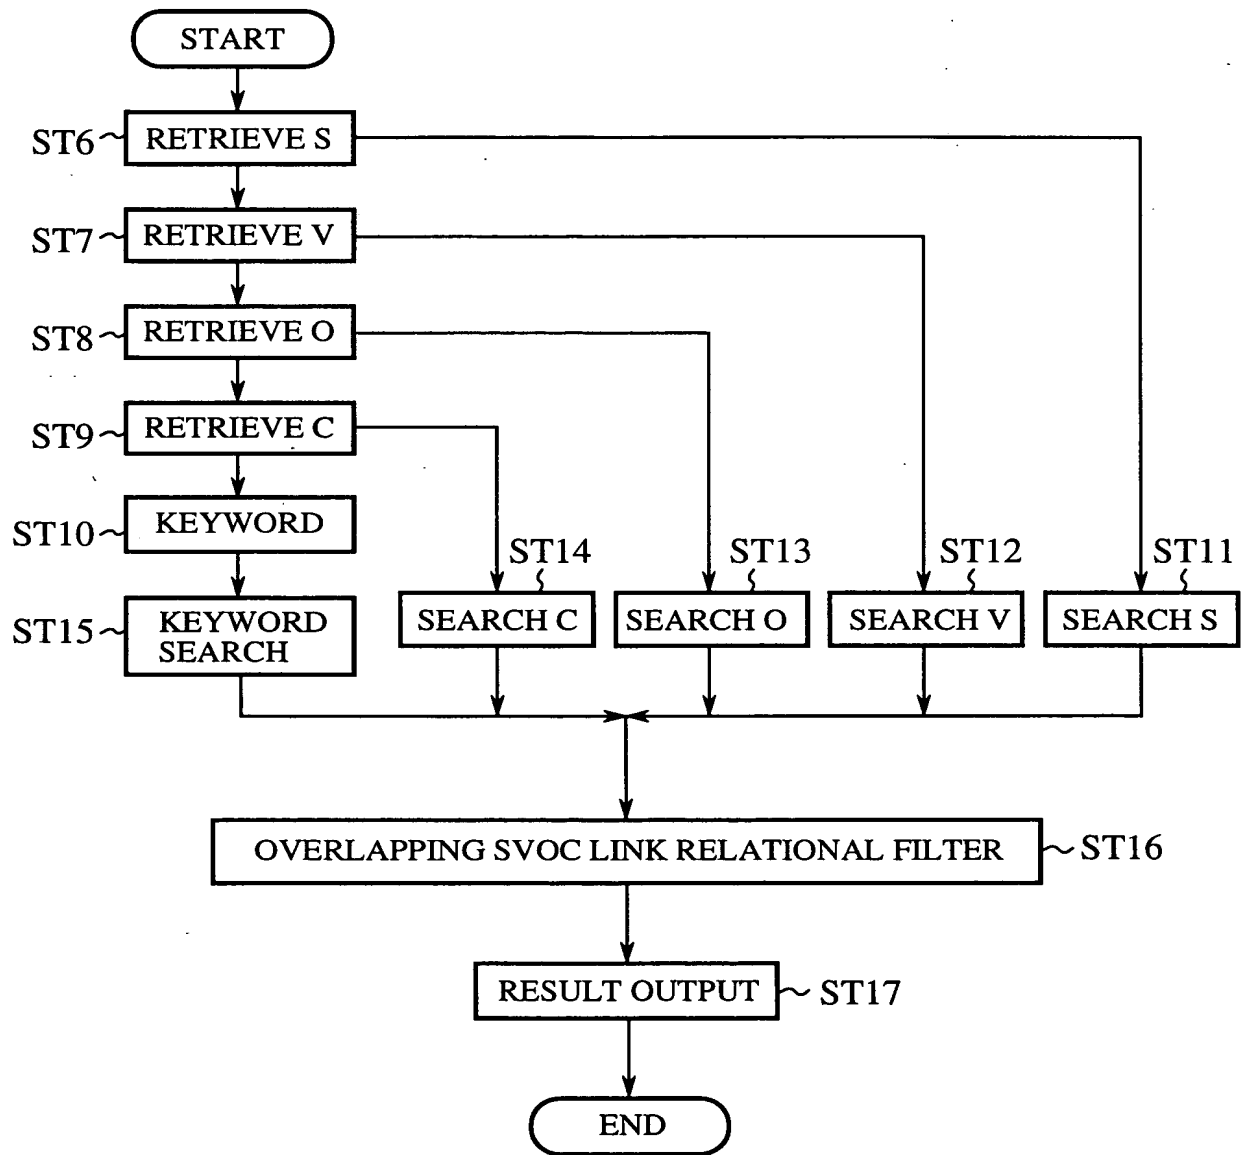 START
ST6
RETRIEVE S
ST7
RETRIEVE V
ST8
RETRIEVE O
ST9
RETRIEVE C
ST10
KEYWORD
ST14
ST13
ST12
ST11
ST15
KEYWORD
SEARCH
SEARCH C
SEARCH O
SEARCH V
SEARCH S
OVERLAPPING SVOC LINK RELATIONAL FILTER
ST16
RESULT OUTPUT
ST17
END